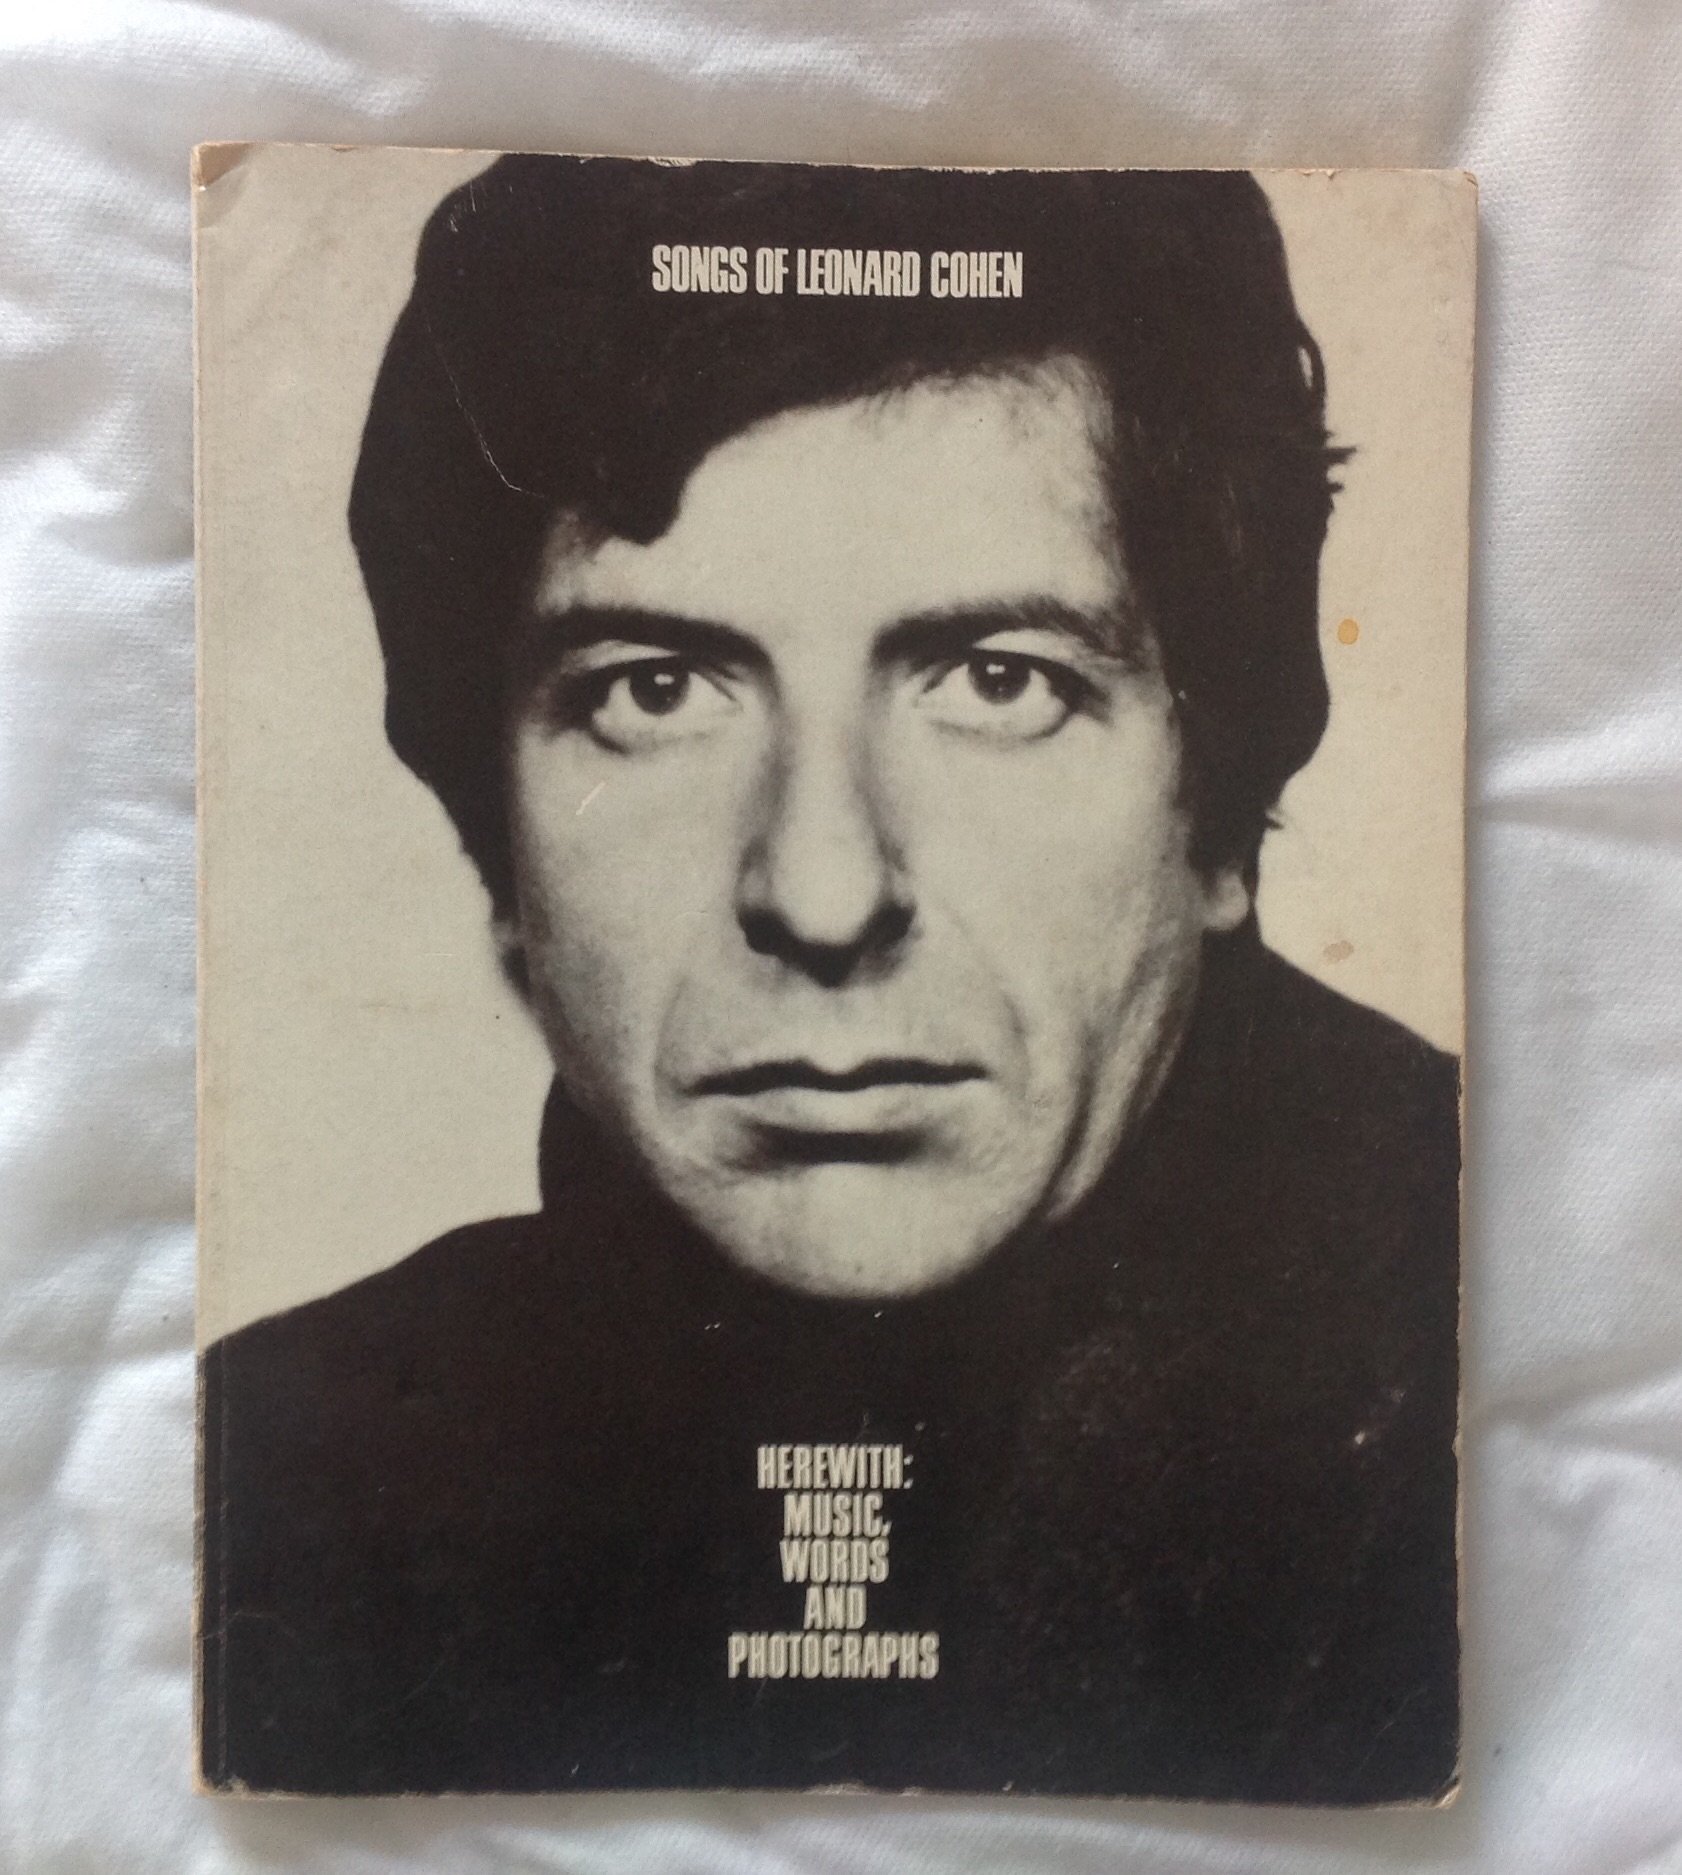 SONGS OF LEONARD COHEN
HEREWITH:
MUSIC,
WORDS
AND
PHOTOGRAPHS